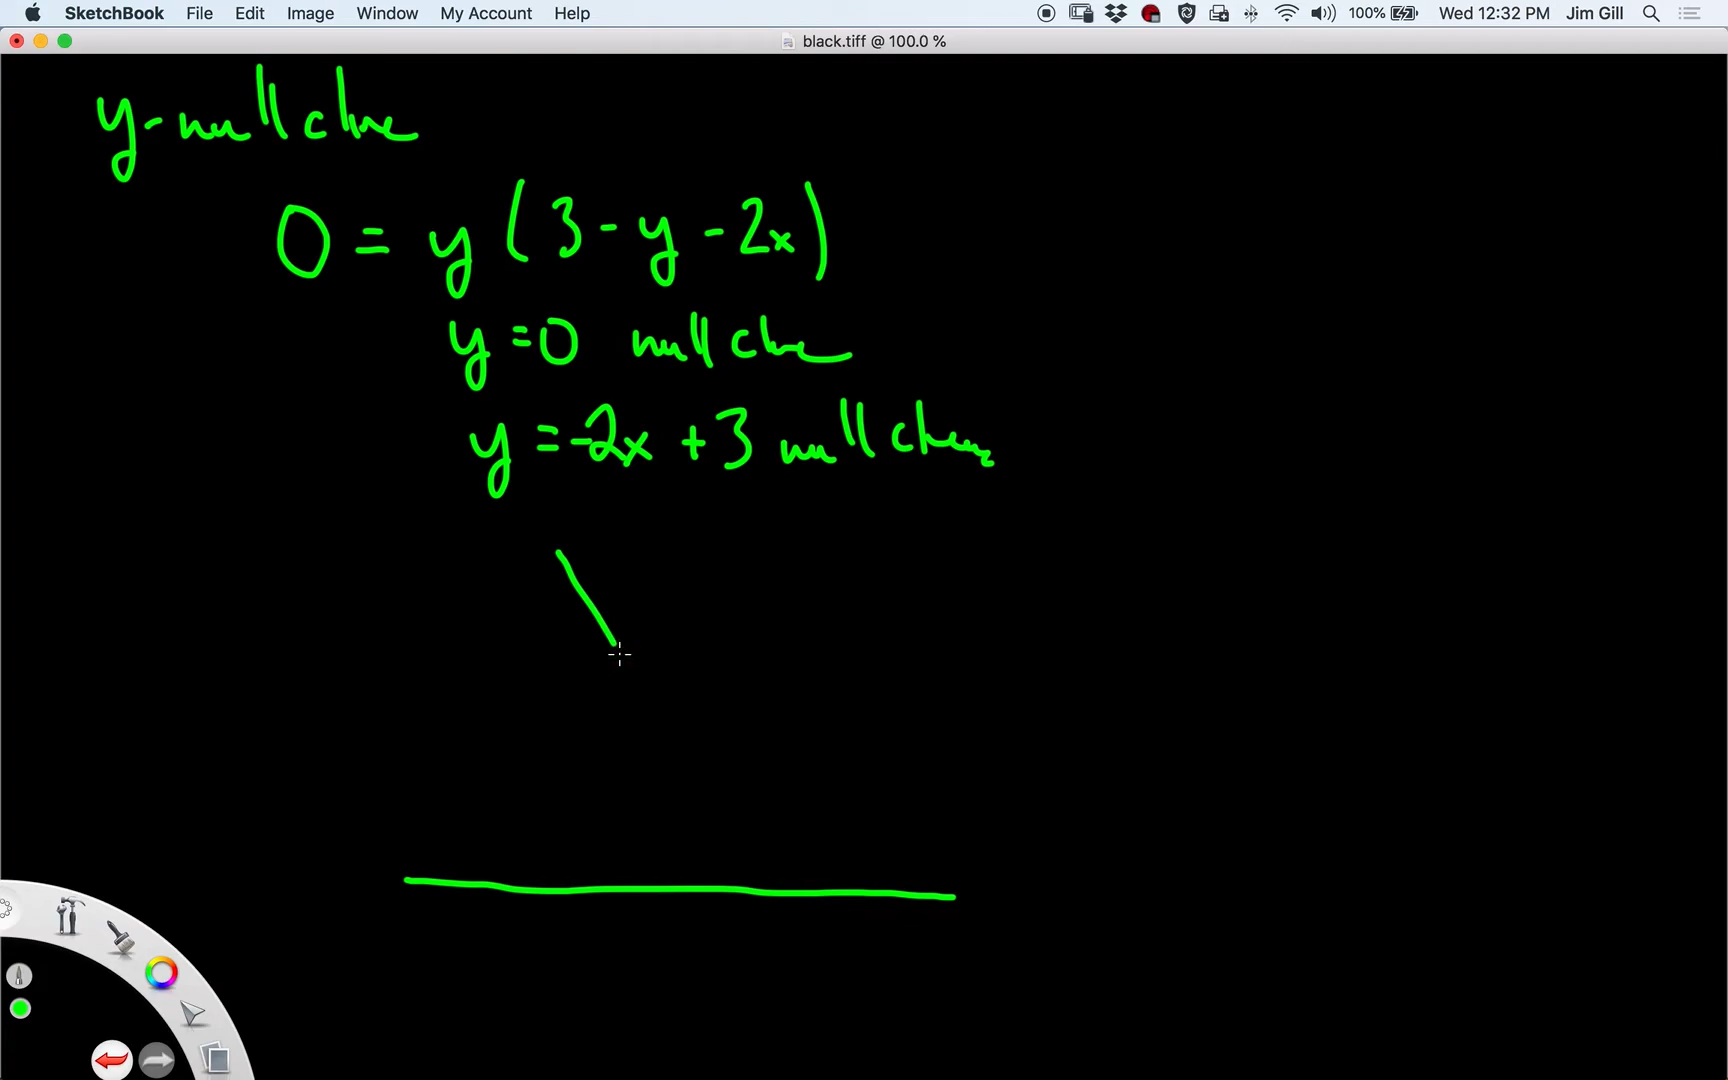 SketchBook File Edit Image Window My Account Help 100% Wed 12:32 PM Jim Gill
black.tiff @ 100.0 %
y-nullcline
0 = y (3 - y - 2x)
y = 0 nullcline
y = -2x + 3 nullcline